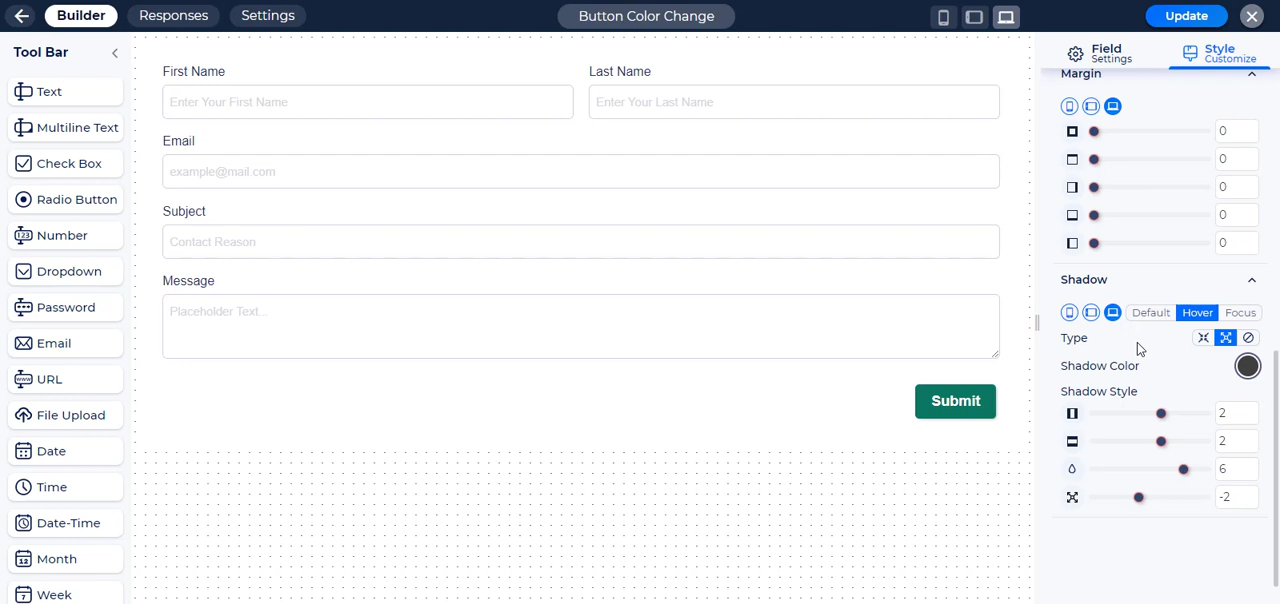 Builder
Responses
Settings
Button Color Change
Update
Tool Bar
Text
Multiline Text
Check Box
Radio Button
Number
Dropdown
Password
Email
URL
File Upload
Date
Time
Date-Time
Month
Week
First Name
Last Name
Enter Your First Name
Enter Your Last Name
Email
example@mail.com
Subject
Contact Reason
Message
Placeholder Text...
Submit
Field
Settings
Style
Customize
Margin
0
0
0
0
0
Shadow
Default Hover Focus
Type
Shadow Color
Shadow Style
2
2
6
-2